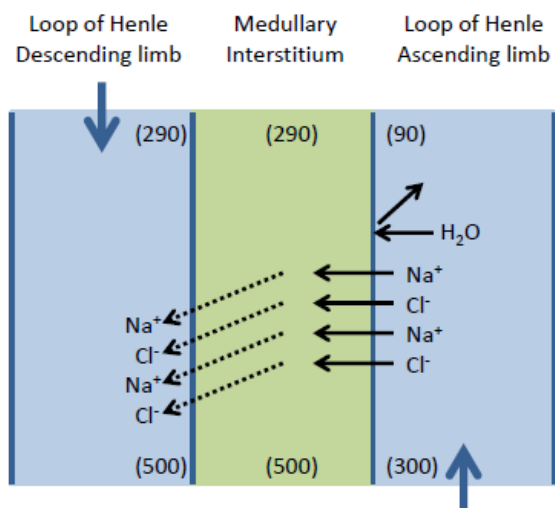 Loop of Henle
Descending limb
Medullary
Interstitium
Loop of Henle
Ascending limb
(290)
(290)
(90)
H₂O
Na⁺
Cl⁻
Na⁺
Cl⁻
Na⁺
Cl⁻
Na⁺
Cl⁻
(500)
(500)
(300)